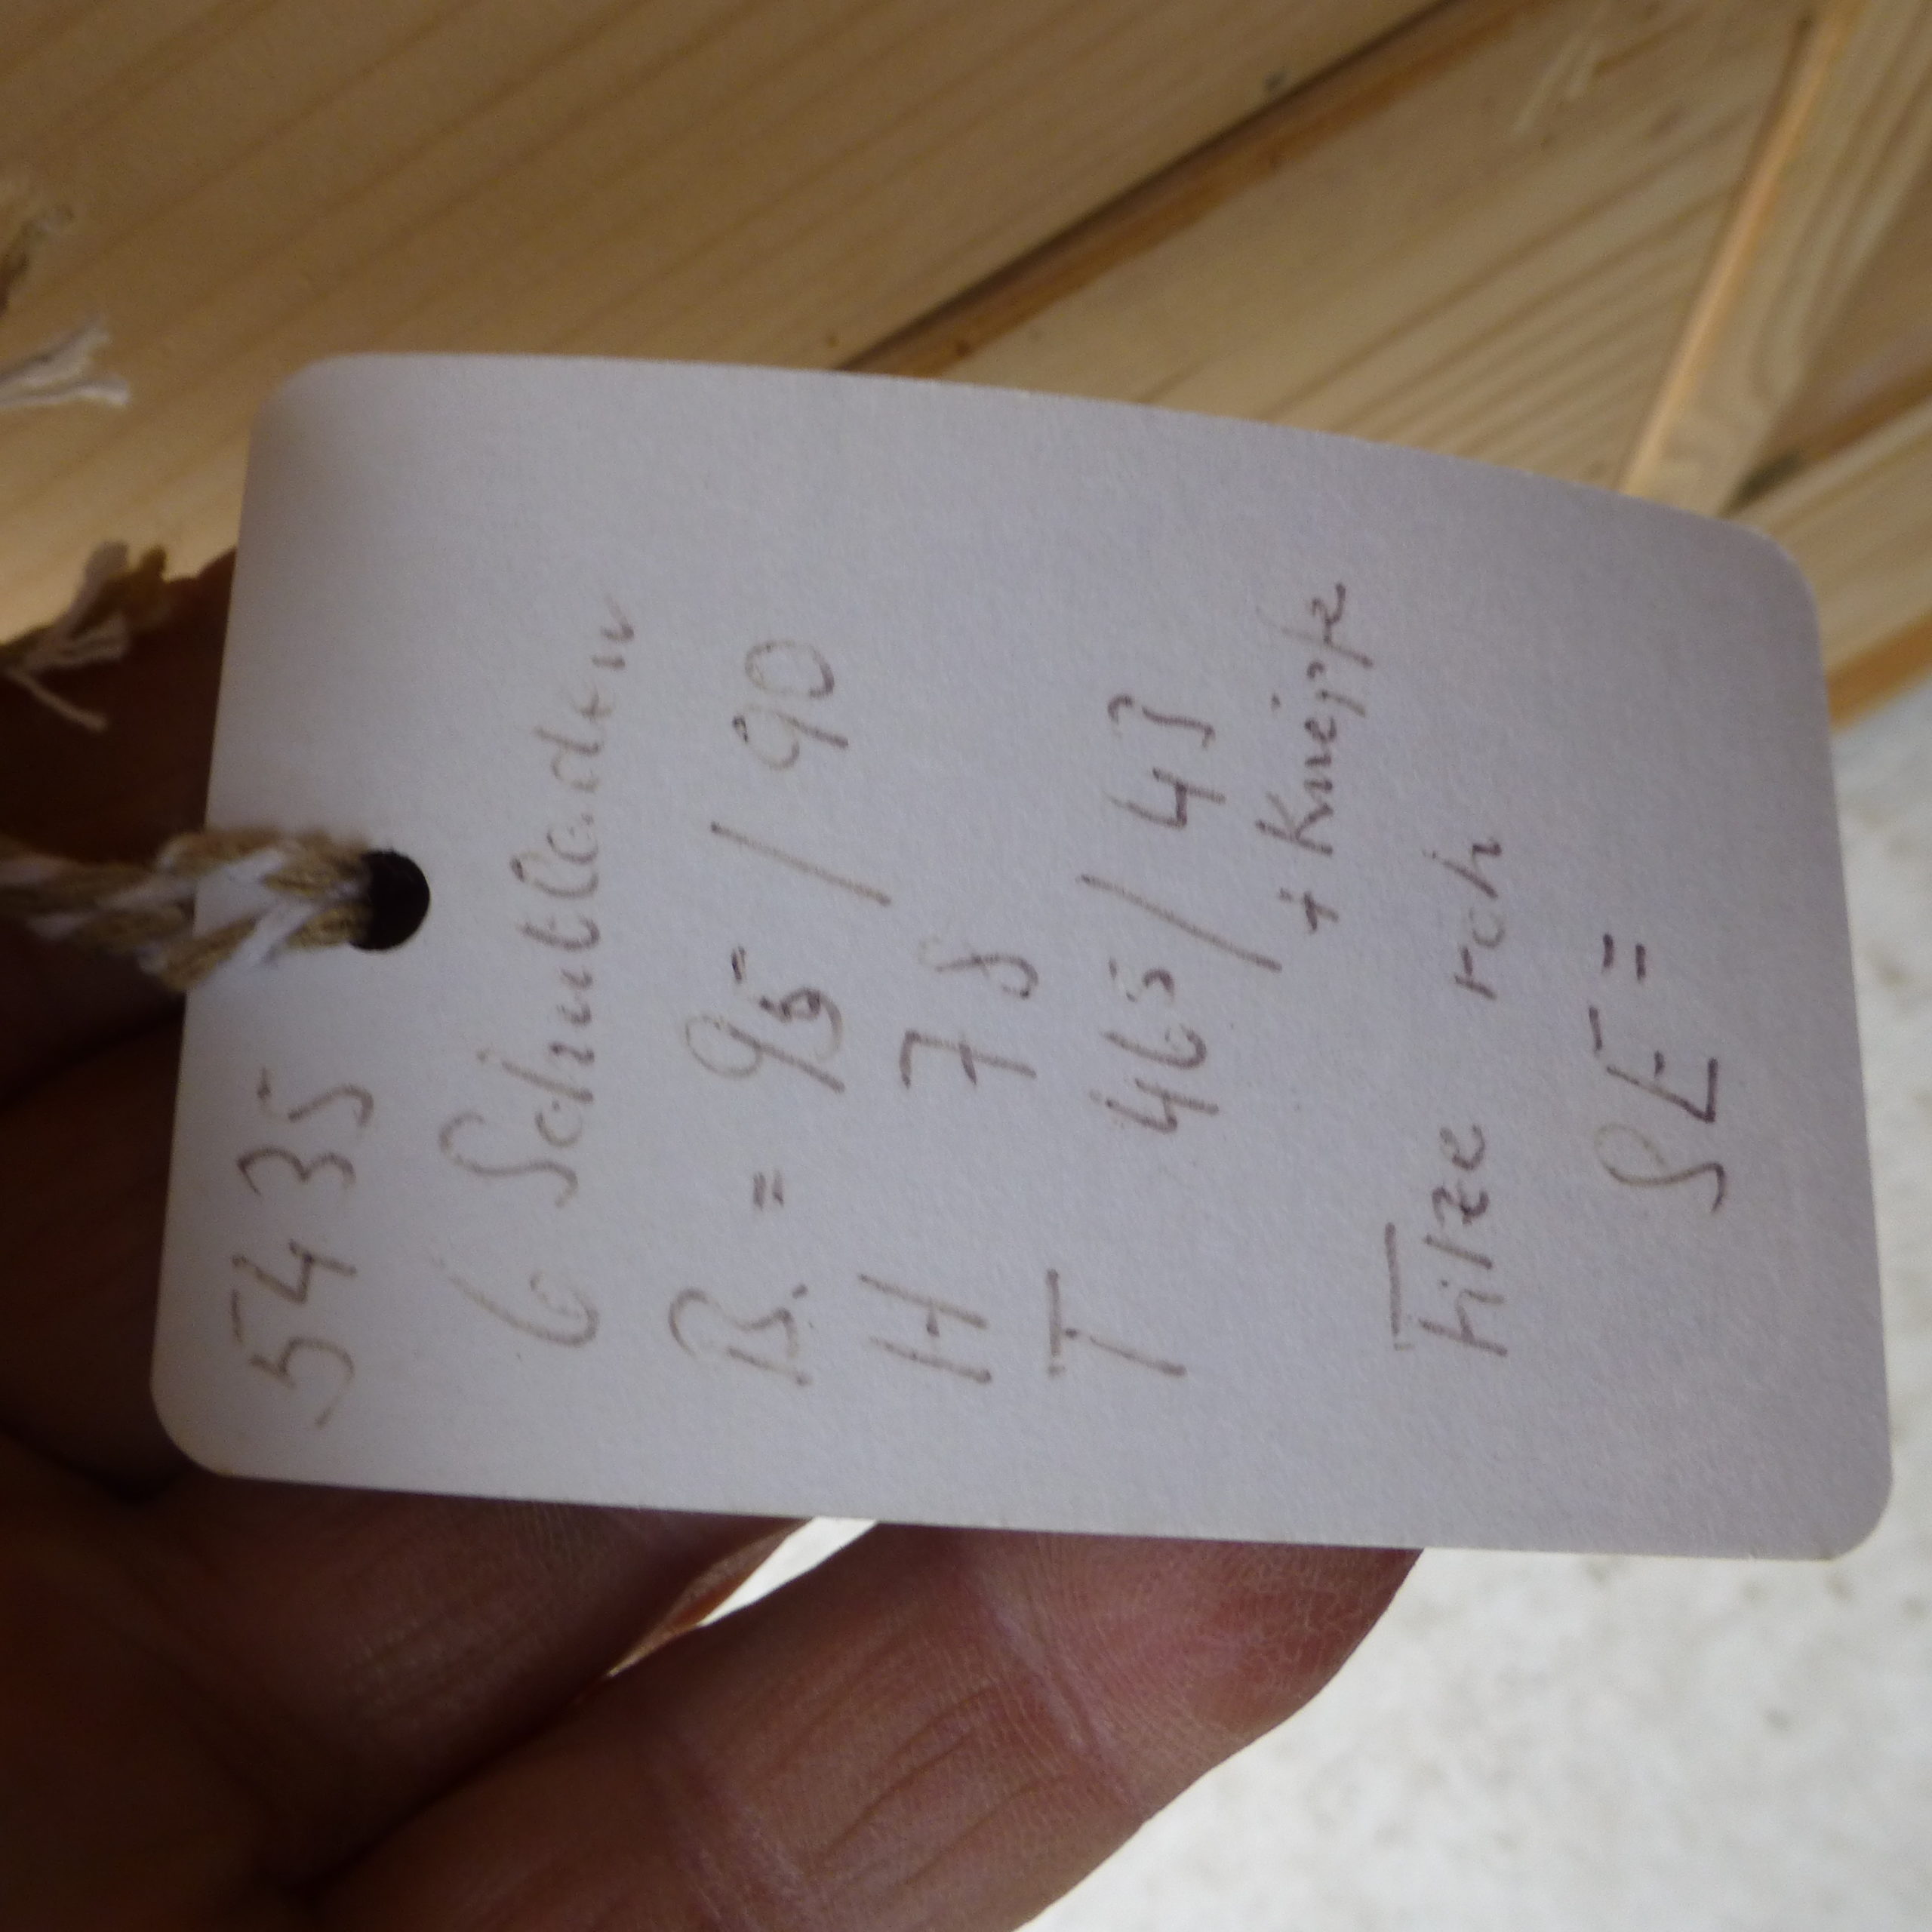 5435
6 Schubladen
B. = 95 / 90
H 78
T 465 / 43
+ Knöpfe
Fitze roh
SE =